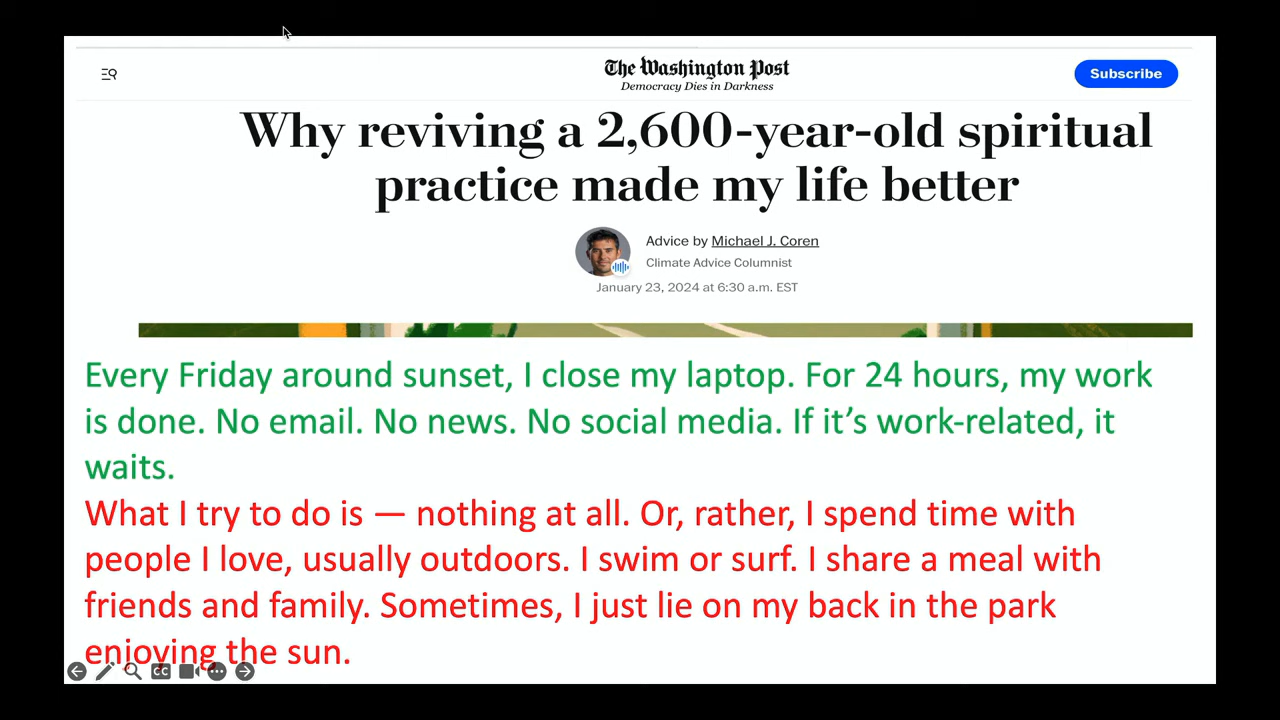 The Washington Post
Democracy Dies in Darkness
Subscribe
Why reviving a 2,600-year-old spiritual
practice made my life better
Advice by Michael J. Coren
Climate Advice Columnist
January 23, 2024 at 6:30 a.m. EST
Every Friday around sunset, I close my laptop. For 24 hours, my work
is done. No email. No news. No social media. If it’s work-related, it
waits.
What I try to do is — nothing at all. Or, rather, I spend time with
people I love, usually outdoors. I swim or surf. I share a meal with
friends and family. Sometimes, I just lie on my back in the park
enjoying the sun.
CC